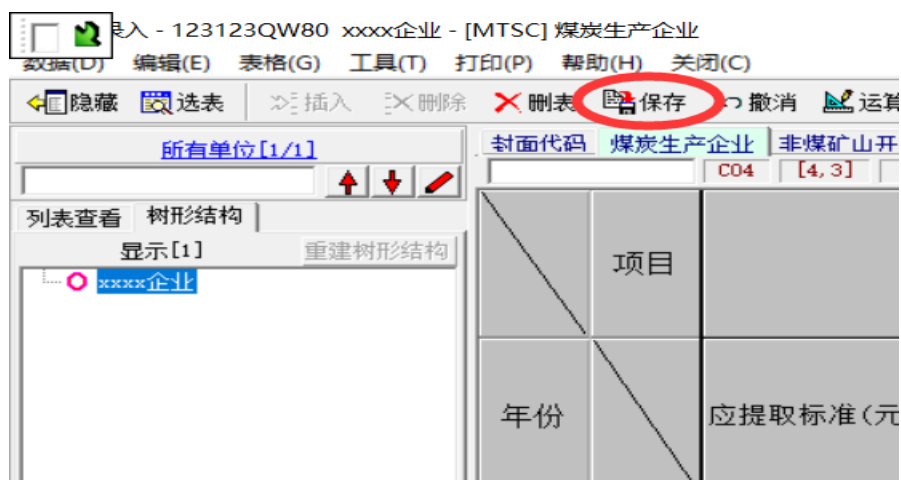 录入 - 123123QW80 xxxx企业 - [MTSC] 煤炭生产企业
数据(D) 编辑(E) 表格(G) 工具(T) 打印(P) 帮助(H) 关闭(C)
隐藏 选表 插入 删除 删表 保存 撤消 运算
所有单位[1/1]
封面代码 煤炭生产企业 非煤矿山开
C04 [4,3]
列表查看 树形结构
显示[1] 重建树形结构
项目
xxxx企业
年份 应提取标准(元